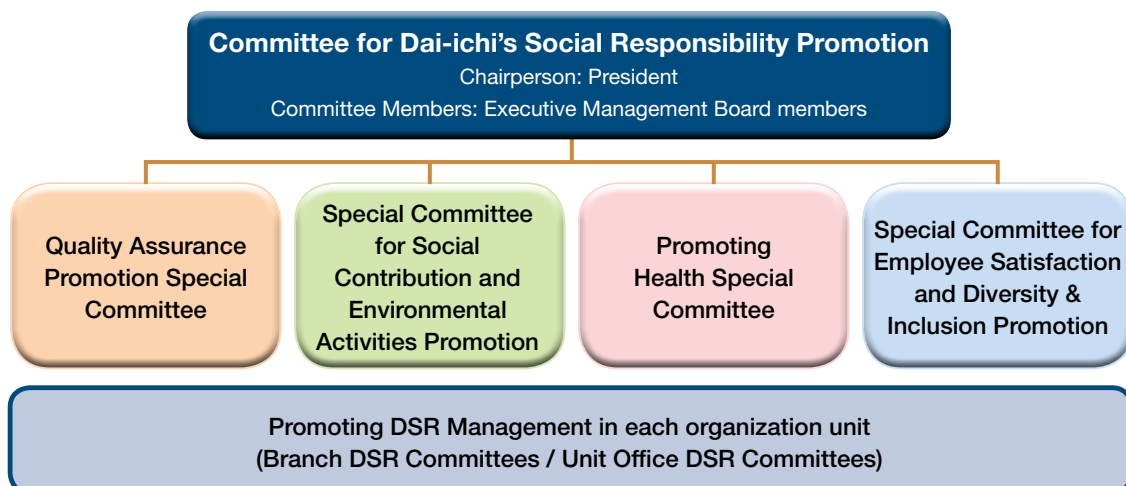 Committee for Dai-ichi's Social Responsibility Promotion
Chairperson: President
Committee Members: Executive Management Board members
Quality Assurance
Promotion Special
Committee
Special Committee
for Social
Contribution and
Environmental
Activities Promotion
Promoting
Health Special
Committee
Special Committee for
Employee Satisfaction
and Diversity &
Inclusion Promotion
Promoting DSR Management in each organization unit
(Branch DSR Committees / Unit Office DSR Committees)